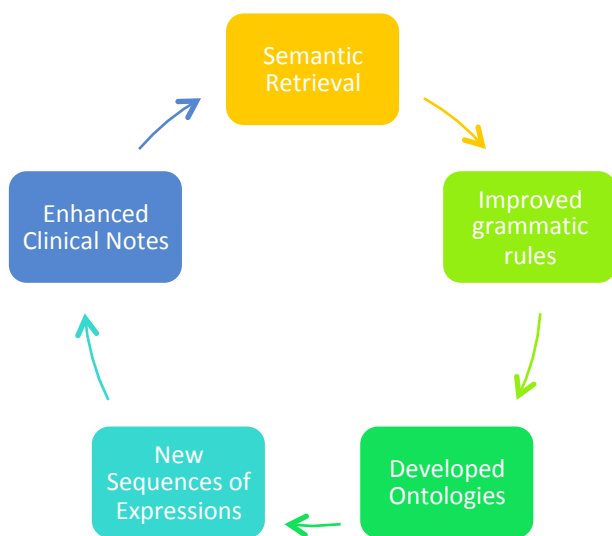 Semantic
Retrieval
Improved
grammatic
rules
Developed
Ontologies
New
Sequences of
Expressions
Enhanced
Clinical Notes